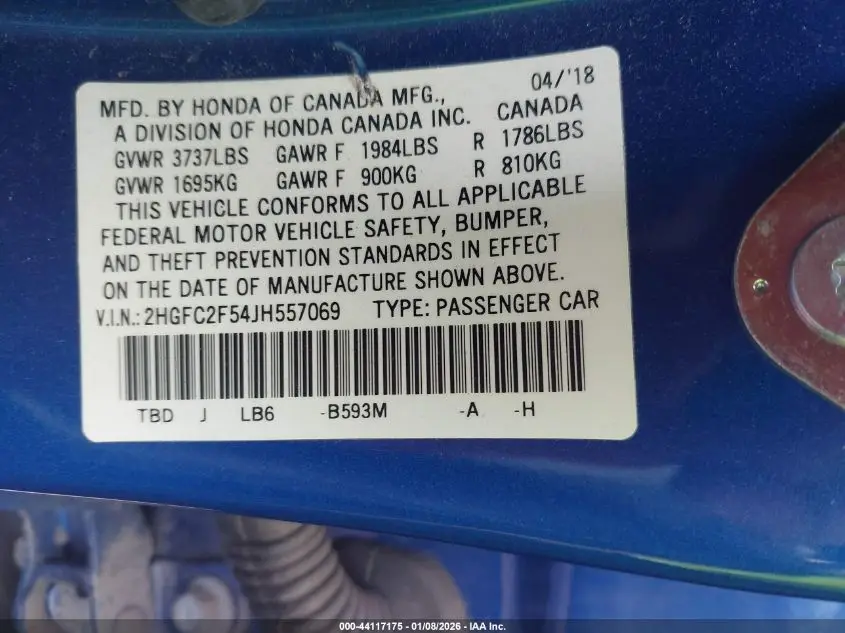 04/'18
MFD. BY HONDA OF CANADA MFG.,
A DIVISION OF HONDA CANADA INC. CANADA
GVWR 3737LBS GAWR F 1984LBS R 1786LBS
GVWR 1695KG GAWR F 900KG R 810KG
THIS VEHICLE CONFORMS TO ALL APPLICABLE
FEDERAL MOTOR VEHICLE SAFETY, BUMPER,
AND THEFT PREVENTION STANDARDS IN EFFECT
ON THE DATE OF MANUFACTURE SHOWN ABOVE.
V.I.N.: 2HGFC2F54JH557069 TYPE: PASSENGER CAR
TBD J LB6 -B593M -A -H
000-44117175 - 01/08/2026 - IAA Inc.